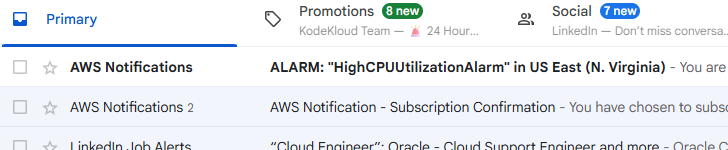 Primary
Promotions 8 new
KodeKloud Team — 24 Hour...
Social 7 new
LinkedIn — Don't miss conversa...
AWS Notifications ALARM: "HighCPUUtilizationAlarm" in US East (N. Virginia) - You are
AWS Notifications 2 AWS Notification - Subscription Confirmation - You have chosen to subsc
LinkedIn Job Alerts "Cloud Engineer": Oracle - Cloud Support Engineer and more - Oracle